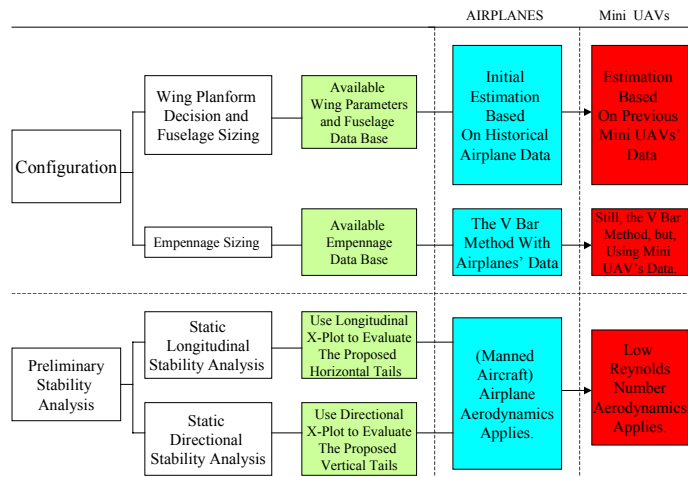 AIRPLANES
Mini UAVs
Configuration
Wing Planform
Decision and
Fuselage Sizing
Available
Wing Parameters
and Fuselage
Data Base
Initial
Estimation
Based
On Historical
Airplane Data
Estimation
Based
On Previous
Mini UAVs'
Data
Empennage Sizing
Available
Empennage
Data Base
The V Bar
Method With
Airplanes' Data
Still, the V Bar
Method, but,
Using Mini
UAV's Data.
Preliminary
Stability
Analysis
Static
Longitudinal
Stability Analysis
Use Longitudinal
X-Plot to Evaluate
The Proposed
Horizontal Tails
Static
Directional
Stability Analysis
Use Directional
X-Plot to Evaluate
The Proposed
Vertical Tails
(Manned
Aircraft)
Airplane
Aerodynamics
Applies.
Low
Reynolds
Number
Aerodynamics
Applies.